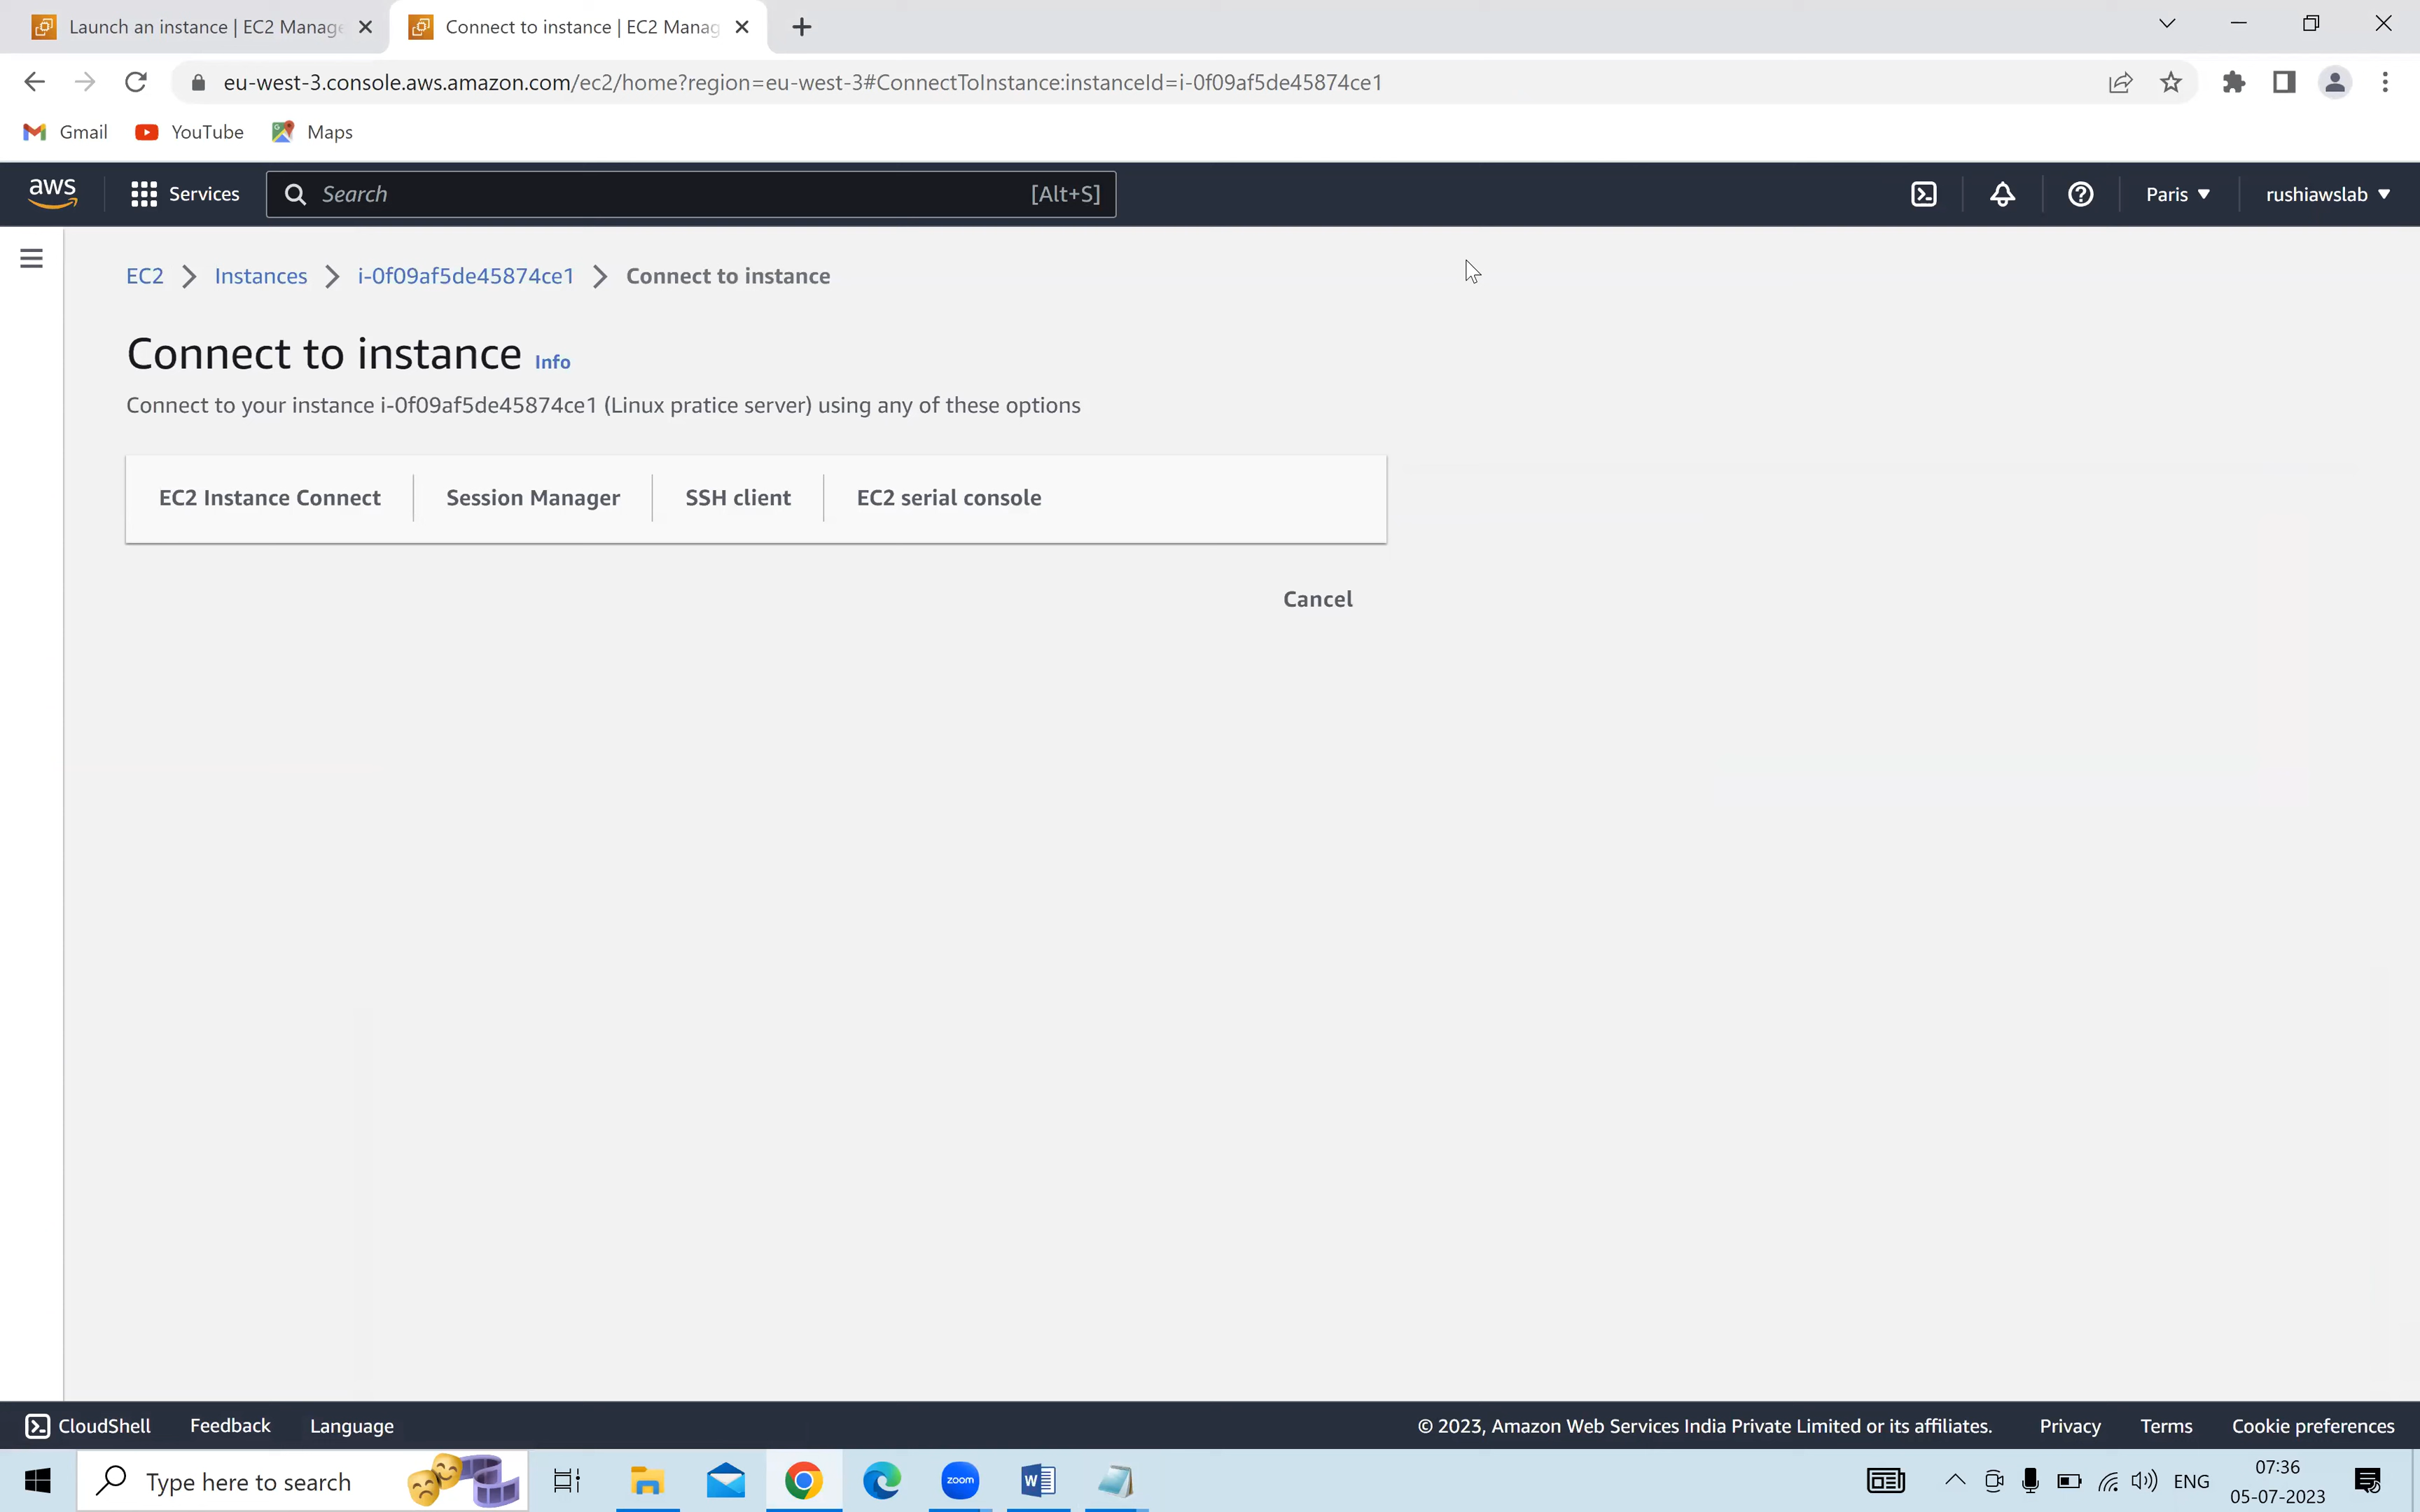 Launch an instance | EC2 Manage
Connect to instance | EC2 Manag
eu-west-3.console.aws.amazon.com/ec2/home?region=eu-west-3#ConnectToInstance:instanceId=i-0f09af5de45874ce1
Gmail YouTube Maps
aws Services Search [Alt+S] Paris rushiawslab
EC2 Instances i-0f09af5de45874ce1 Connect to instance
Connect to instance Info
Connect to your instance i-0f09af5de45874ce1 (Linux pratice server) using any of these options
EC2 Instance Connect Session Manager SSH client EC2 serial console
Cancel
CloudShell Feedback Language © 2023, Amazon Web Services India Private Limited or its affiliates. Privacy Terms Cookie preferences
Type here to search zoom W ENG 07:36
05-07-2023